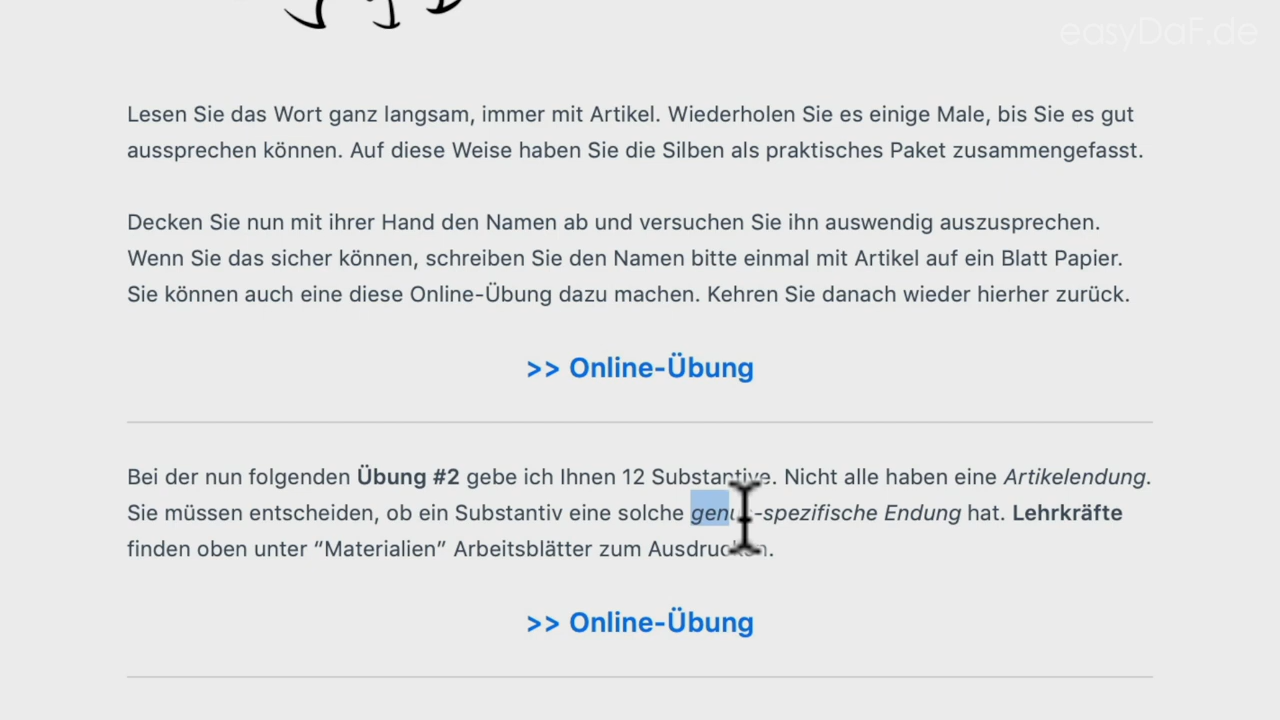 easyDaF.de
Lesen Sie das Wort ganz langsam, immer mit Artikel. Wiederholen Sie es einige Male, bis Sie es gut
aussprechen können. Auf diese Weise haben Sie die Silben als praktisches Paket zusammengefasst.
Decken Sie nun mit ihrer Hand den Namen ab und versuchen Sie ihn auswendig auszusprechen.
Wenn Sie das sicher können, schreiben Sie den Namen bitte einmal mit Artikel auf ein Blatt Papier.
Sie können auch eine diese Online-Übung dazu machen. Kehren Sie danach wieder hierher zurück.
>> Online-Übung
Bei der nun folgenden Übung #2 gebe ich Ihnen 12 Substantive. Nicht alle haben eine Artikelendung.
Sie müssen entscheiden, ob ein Substantiv eine solche genus-spezifische Endung hat. Lehrkräfte
finden oben unter “Materialien” Arbeitsblätter zum Ausdrucken.
>> Online-Übung